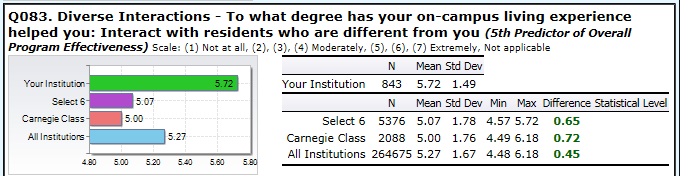 Q083. Diverse Interactions - To what degree has your on-campus living experience
helped you: Interact with residents who are different from you (5th Predictor of Overall
Program Effectiveness) Scale: (1) Not at all, (2), (3), (4) Moderately, (5), (6), (7) Extremely, Not applicable
Your Institution 5.72
Select 6 5.07
Carnegie Class 5.00
All Institutions 5.27
4.80 5.00 5.20 5.40 5.60 5.80
N Mean Std Dev
Your Institution 843 5.72 1.49
N Mean Std Dev Min Max Difference Statistical Level
Select 6 5376 5.07 1.78 4.57 5.72 0.65
Carnegie Class 2088 5.00 1.76 4.49 6.18 0.72
All Institutions 264675 5.27 1.67 4.48 6.18 0.45